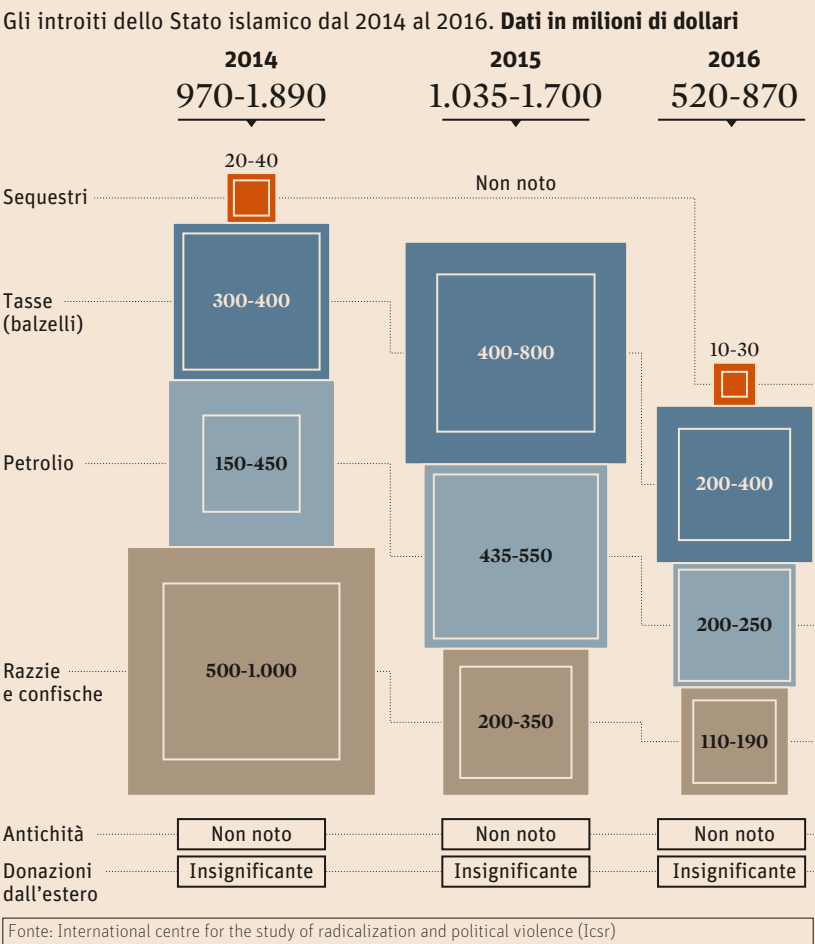 Gli introiti dello Stato islamico dal 2014 al 2016. Dati in milioni di dollari
2014
970-1.890
2015
1.035-1.700
2016
520-870
Sequestri
20-40
Non noto
10-30
Tasse
(balzelli)
300-400
400-800
200-400
Petrolio
150-450
435-550
200-250
Razzie
e confische
500-1.000
200-350
110-190
Antichità
Non noto
Non noto
Non noto
Donazioni
dall'estero
Insignificante
Insignificante
Insignificante
Fonte: International centre for the study of radicalization and political violence (Icsr)